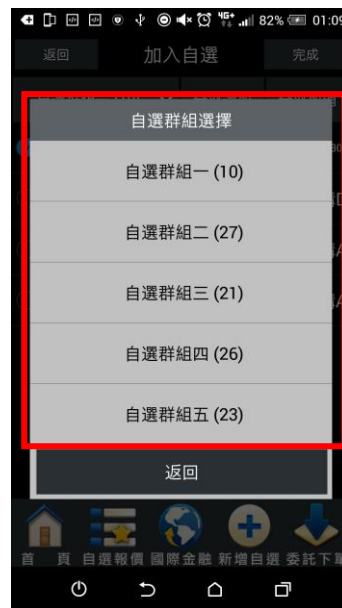 4G+ 82% 01:09
返回 加入自選 完成
自選群組選擇
自選群組一 (10)
自選群組二 (27)
自選群組三 (21)
自選群組四 (26)
自選群組五 (23)
返回
首 頁 自選報價 國際金融 新增自選 委託下單